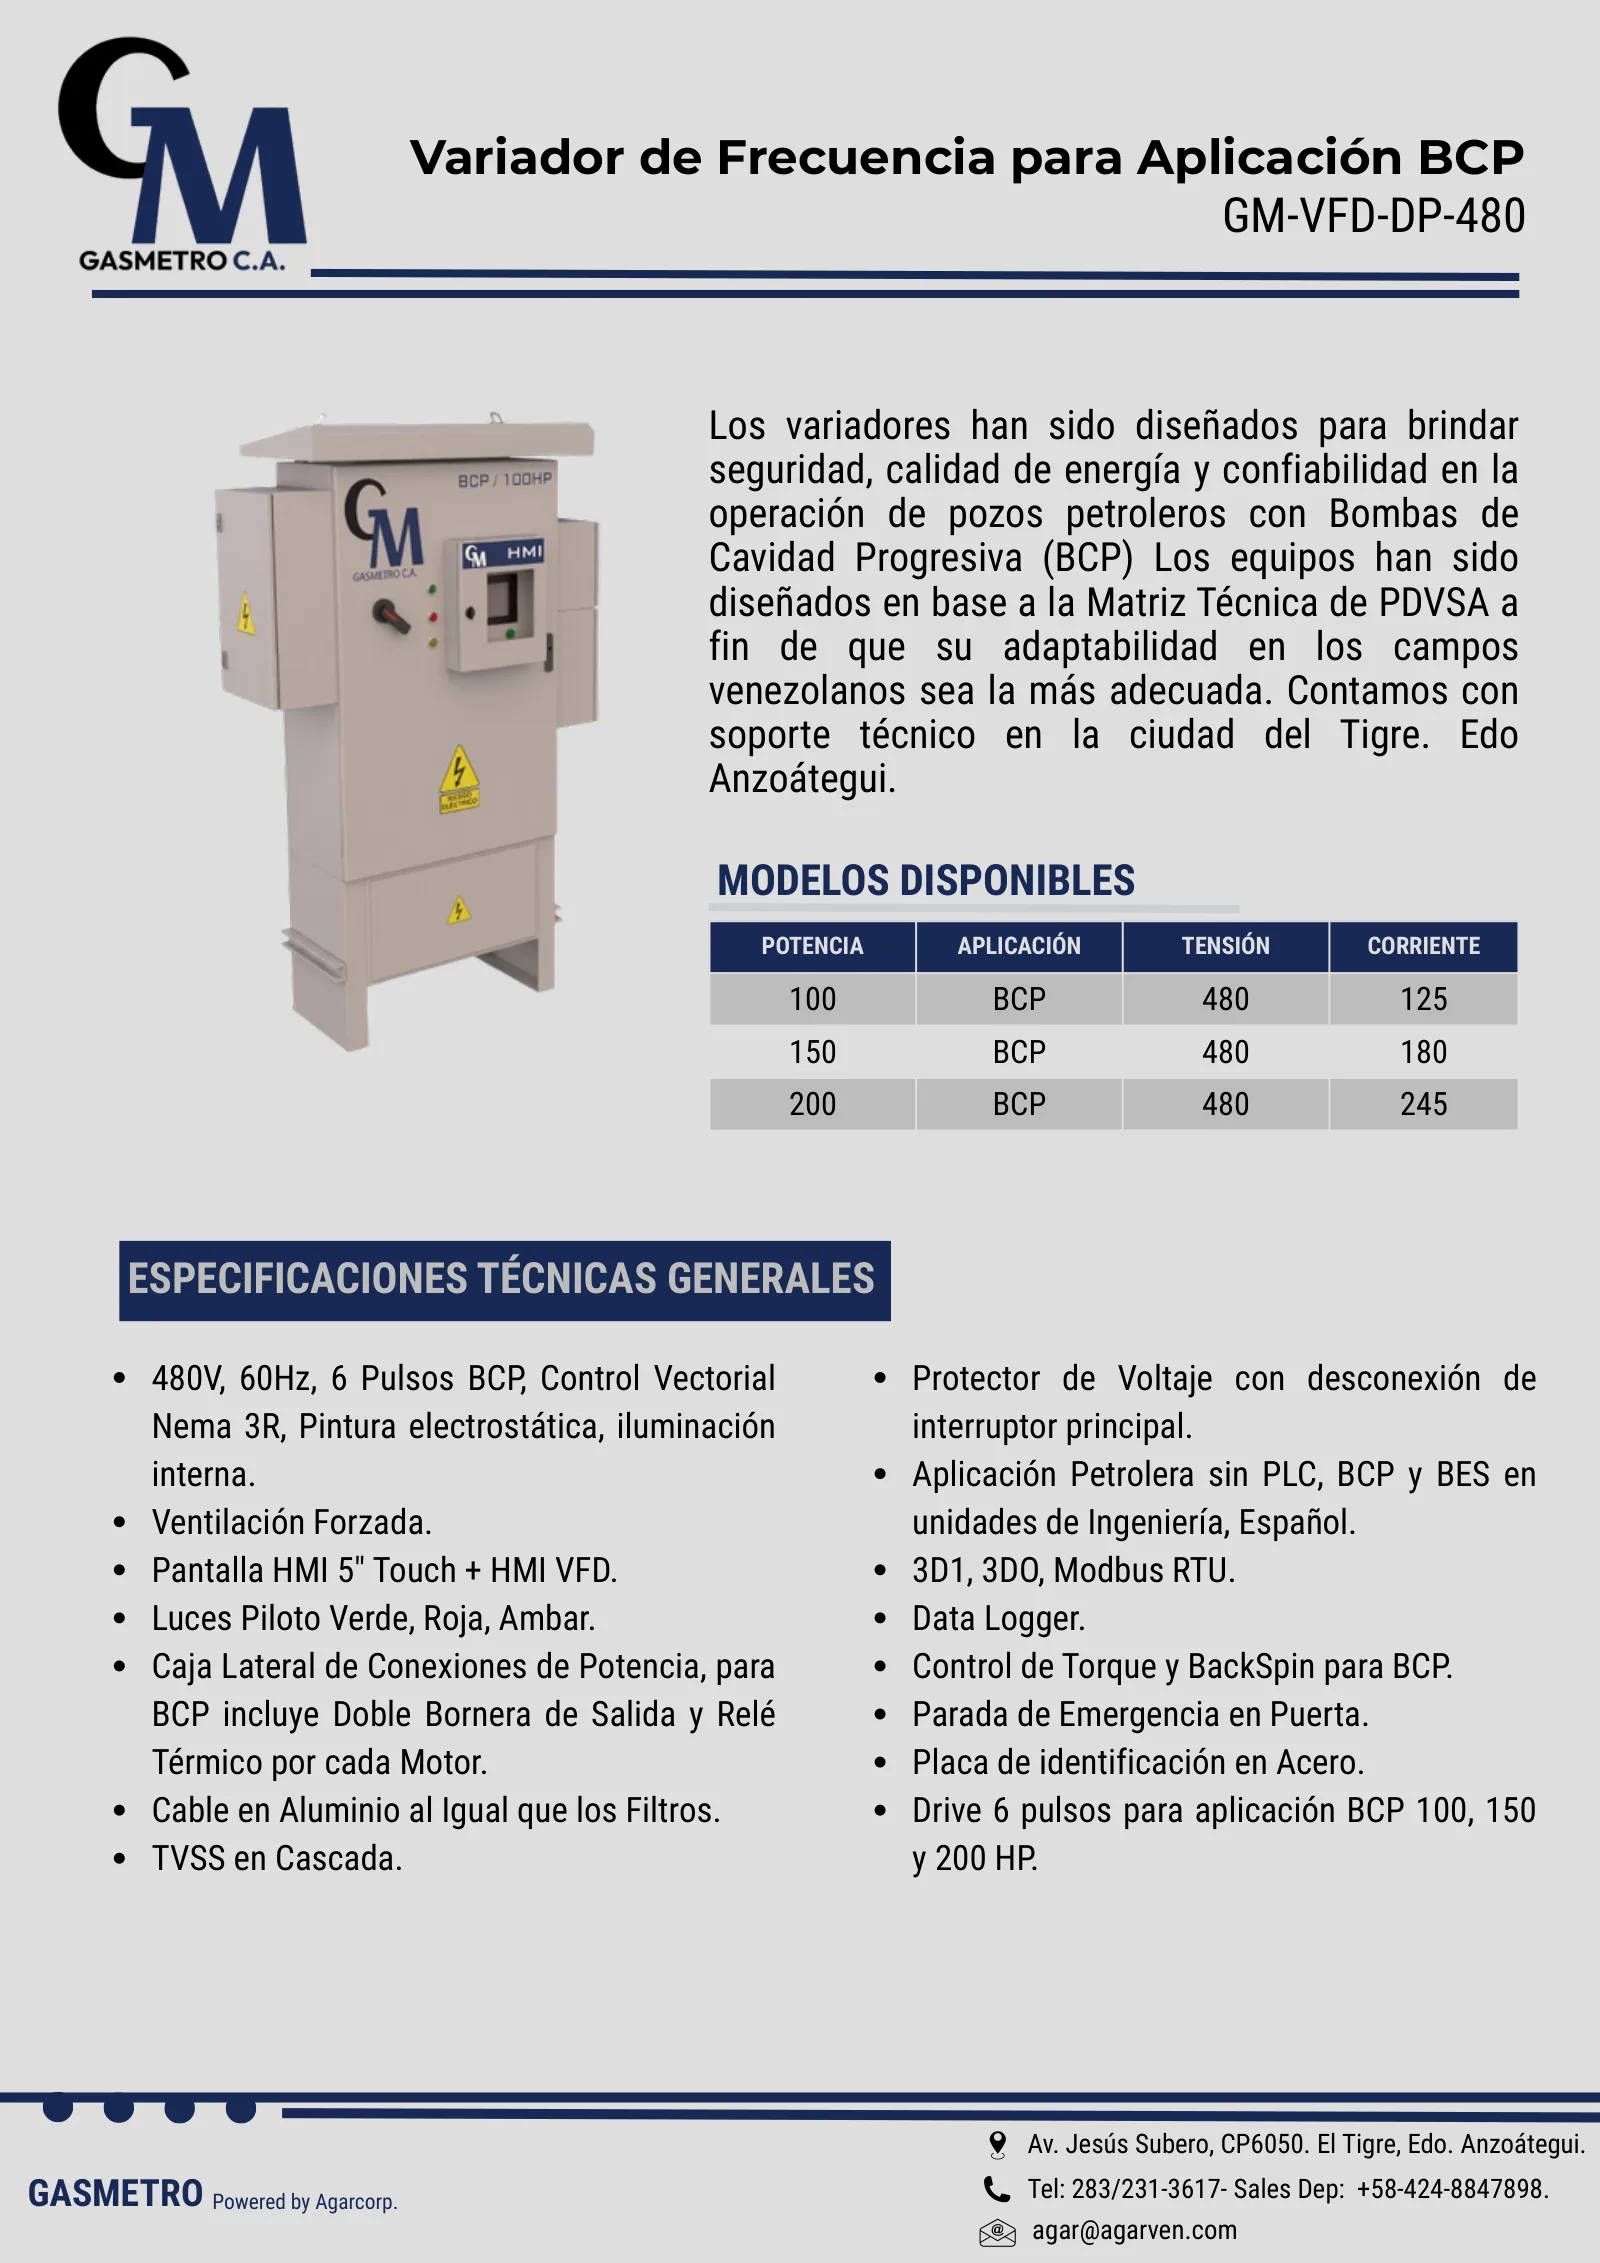 GM
GASMETRO C.A.
Variador de Frecuencia para Aplicación BCP
GM-VFD-DP-480
BCP / 100HP
GM
GASMETRO C.A.
GM HMI
RIESGO
ELÉCTRICO
Los variadores han sido diseñados para brindar
seguridad, calidad de energía y confiabilidad en la
operación de pozos petroleros con Bombas de
Cavidad Progresiva (BCP) Los equipos han sido
diseñados en base a la Matriz Técnica de PDVSA a
fin de que su adaptabilidad en los campos
venezolanos sea la más adecuada. Contamos con
soporte técnico en la ciudad del Tigre. Edo
Anzoátegui.
MODELOS DISPONIBLES
POTENCIA APLICACIÓN TENSIÓN CORRIENTE
100 BCP 480 125
150 BCP 480 180
200 BCP 480 245
ESPECIFICACIONES TÉCNICAS GENERALES
• 480V, 60Hz, 6 Pulsos BCP, Control Vectorial
Nema 3R, Pintura electrostática, iluminación
interna.
• Ventilación Forzada.
• Pantalla HMI 5" Touch + HMI VFD.
• Luces Piloto Verde, Roja, Ambar.
• Caja Lateral de Conexiones de Potencia, para
BCP incluye Doble Bornera de Salida y Relé
Térmico por cada Motor.
• Cable en Aluminio al Igual que los Filtros.
• TVSS en Cascada.
• Protector de Voltaje con desconexión de
interruptor principal.
• Aplicación Petrolera sin PLC, BCP y BES en
unidades de Ingeniería, Español.
• 3D1, 3DO, Modbus RTU.
• Data Logger.
• Control de Torque y BackSpin para BCP.
• Parada de Emergencia en Puerta.
• Placa de identificación en Acero.
• Drive 6 pulsos para aplicación BCP 100, 150
y 200 HP.
GASMETRO Powered by Agarcorp.
Av. Jesús Subero, CP6050. El Tigre, Edo. Anzoátegui.
Tel: 283/231-3617- Sales Dep: +58-424-8847898.
agar@agarven.com